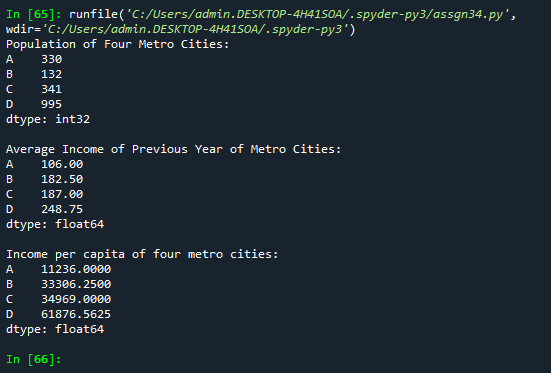 In [65]: runfile('C:/Users/admin.DESKTOP-4H41SOA/.spyder-py3/assgn34.py',
wdir='C:/Users/admin.DESKTOP-4H41SOA/.spyder-py3')
Population of Four Metro Cities:
A    330
B    132
C    341
D    995
dtype: int32

Average Income of Previous Year of Metro Cities:
A    106.00
B    182.50
C    187.00
D    248.75
dtype: float64

Income per capita of four metro cities:
A    11236.0000
B    33306.2500
C    34969.0000
D    61876.5625
dtype: float64

In [66]: